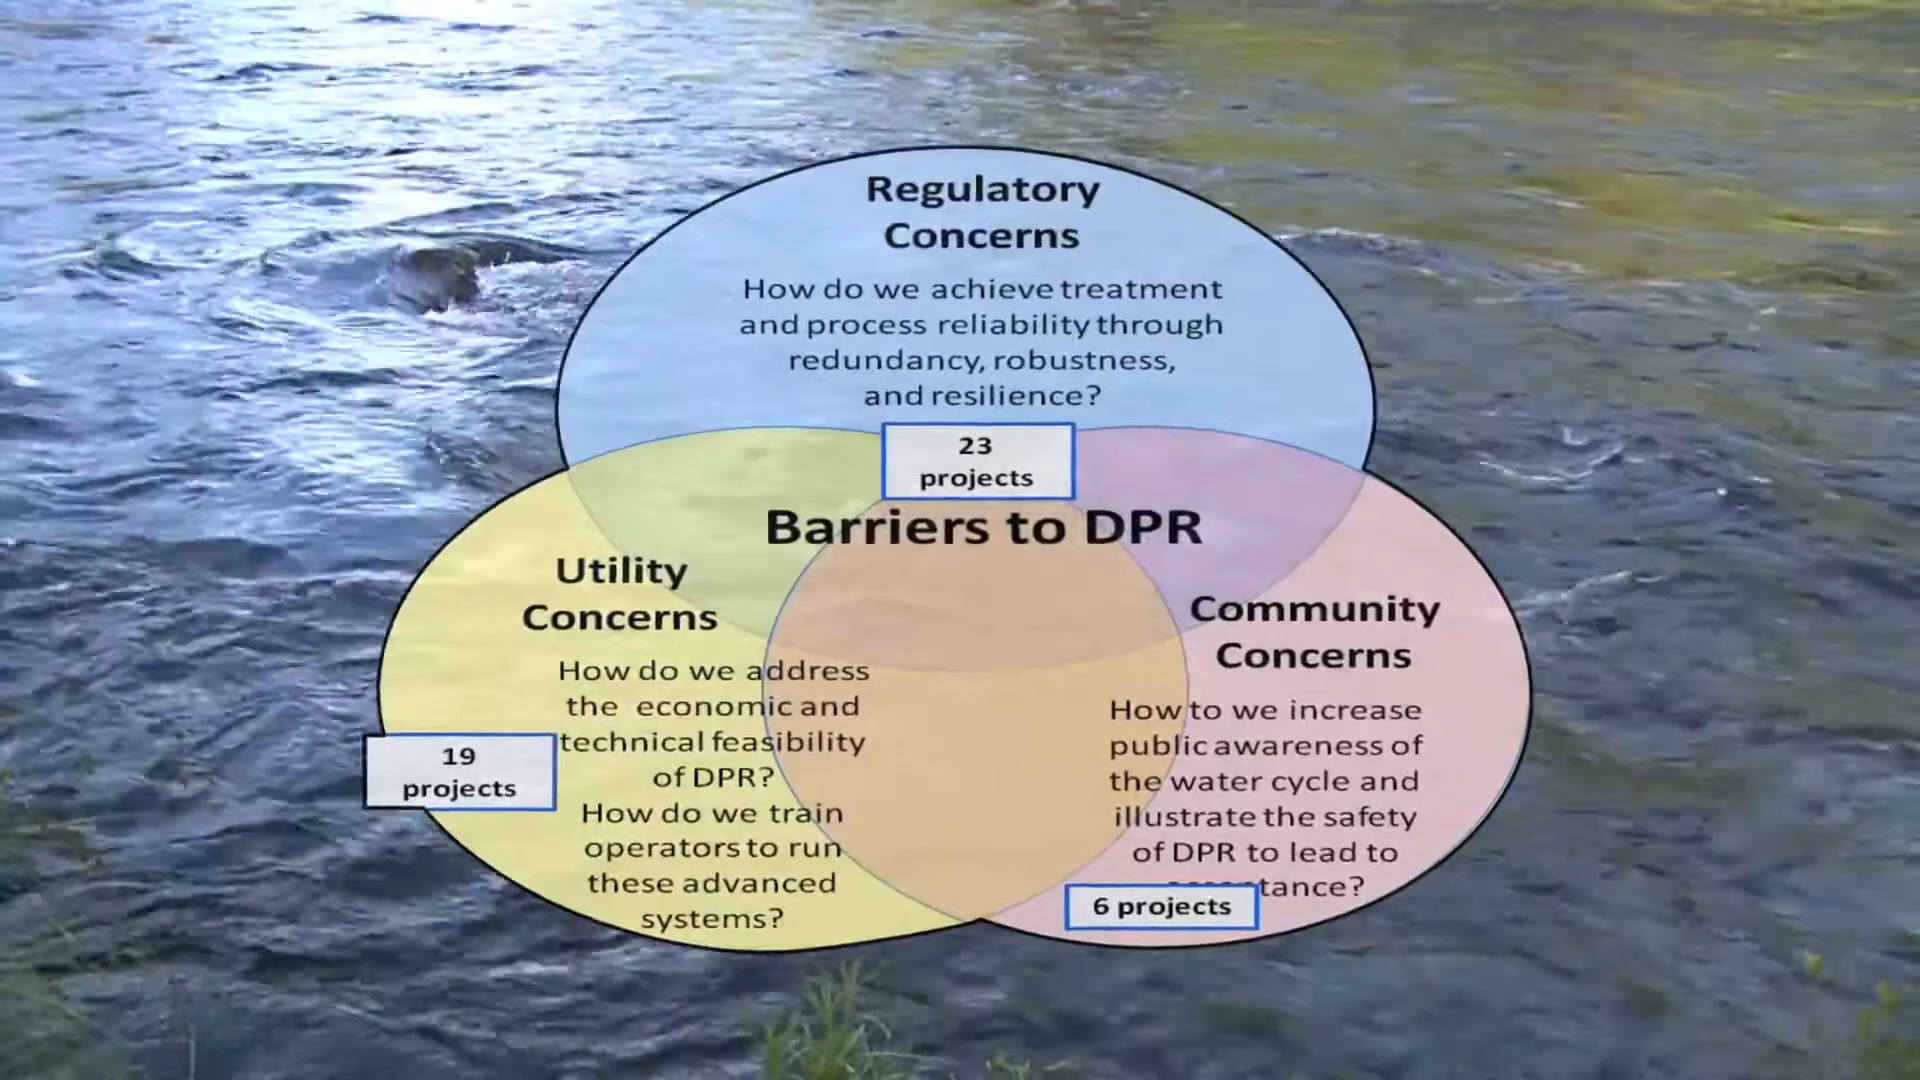 Regulatory
Concerns
How do we achieve treatment
and process reliability through
redundancy, robustness,
and resilience?
23
projects
Barriers to DPR
Utility
Concerns
How do we address
the economic and
technical feasibility
of DPR?
How do we train
operators to run
these advanced
systems?
19
projects
Community
Concerns
How to we increase
public awareness of
the water cycle and
illustrate the safety
of DPR to lead to
6 projects